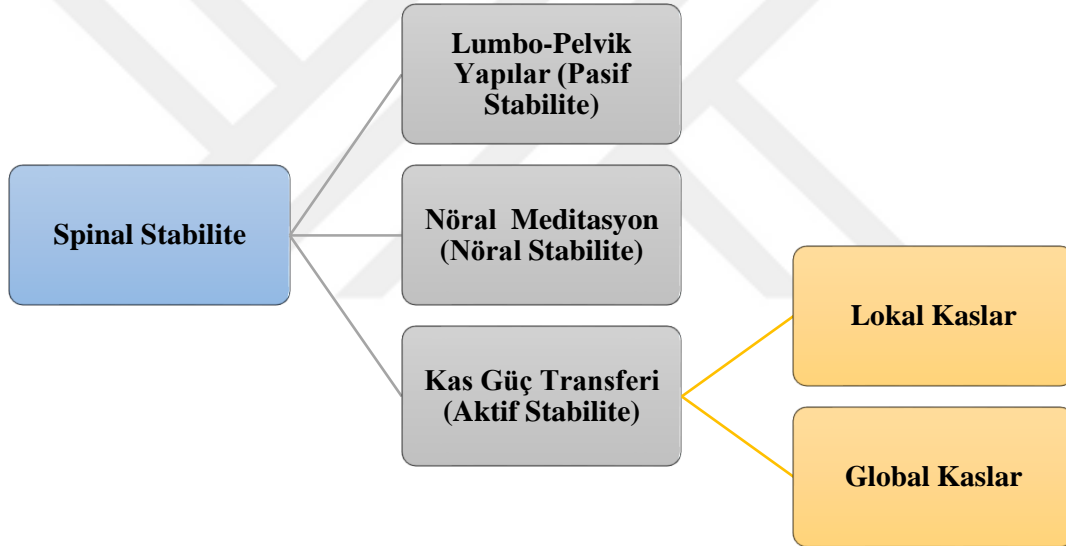 Lumbo-Pelvik
Yapılar (Pasif
Stabilite)
Spinal Stabilite
Nöral  Meditasyon
(Nöral Stabilite)
Kas Güç Transferi
(Aktif Stabilite)
Lokal Kaslar
Global Kaslar